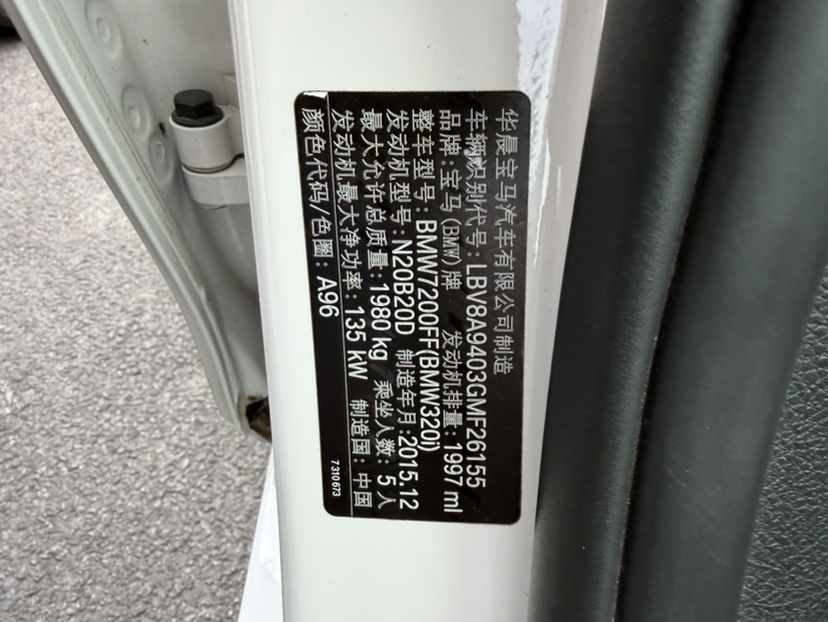 华晨宝马汽车有限公司制造
车辆识别代号: LBV8A9403GMF26155
品牌: 宝马(BMW)牌 发动机排量: 1997 ml
整车型号: BMW7200FF(BMW320i)
发动机型号: N20B20D 制造年月: 2015.12
最大允许总质量: 1980 kg 乘坐人数: 5 人
发动机最大净功率: 135 kW 制造国: 中国
颜色代码/色圈: A96 7310673